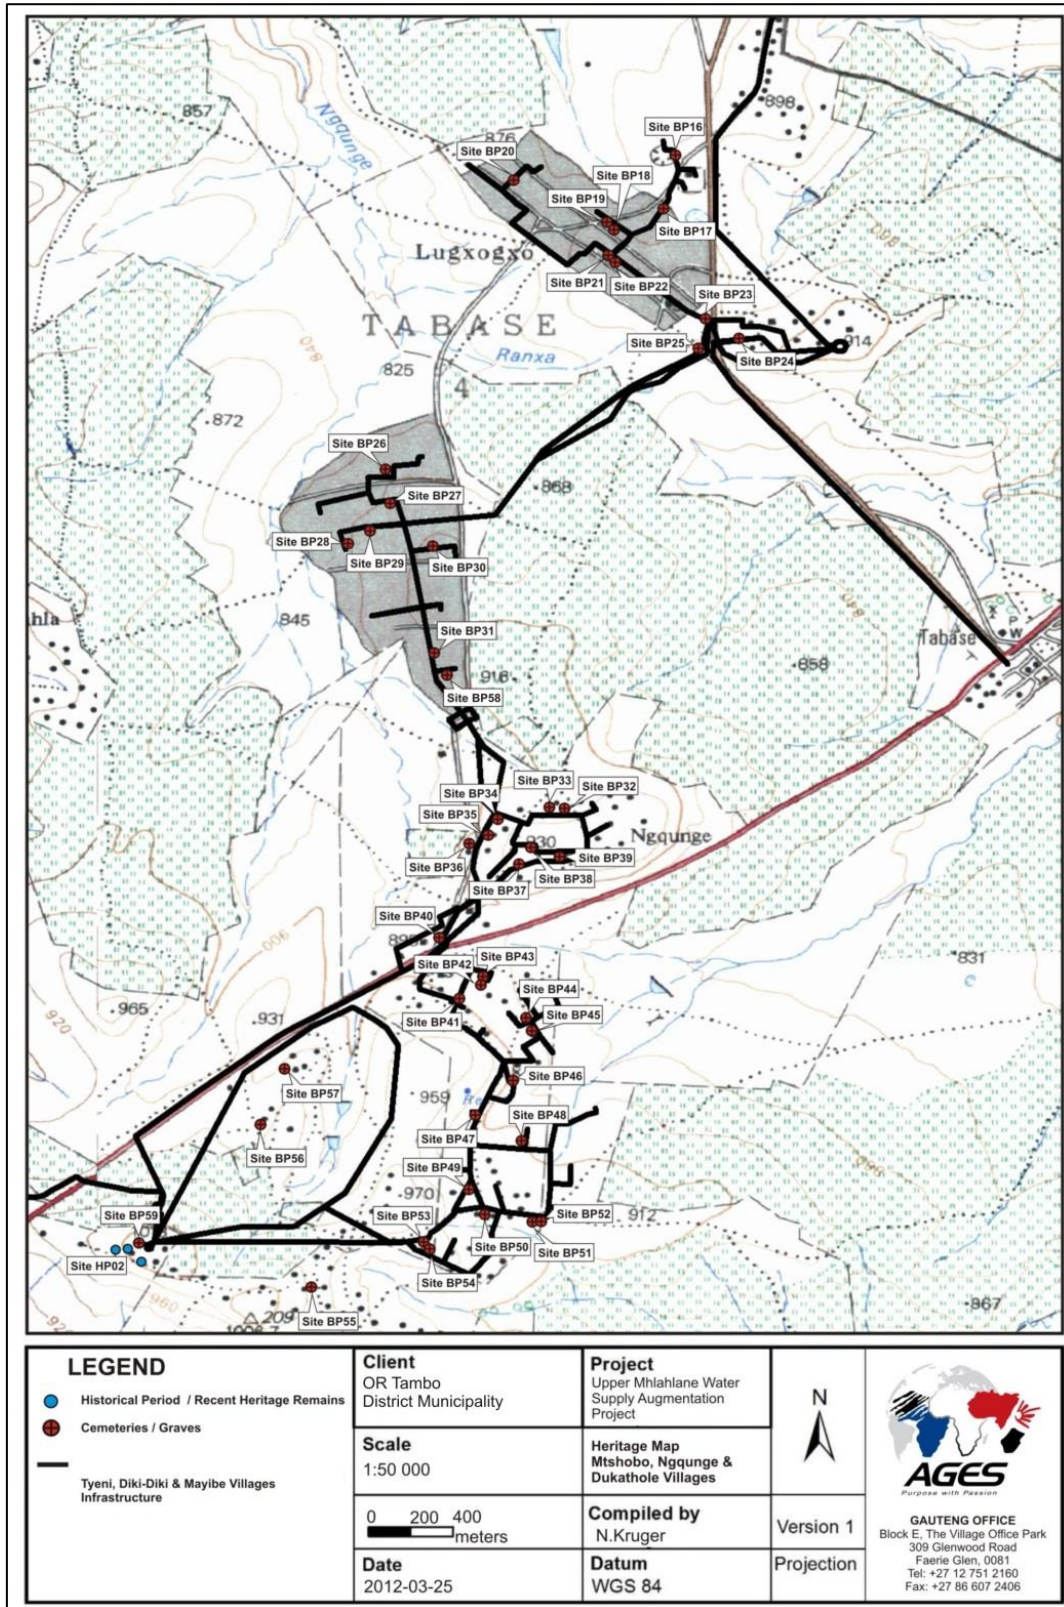 857
Ngqunge
898
876
Site BP16
Site BP20
Site BP18
Site BP19
Site BP17
860
Lugxogxo
Site BP21
Site BP22
Site BP23
TABASE
Ranxa
840
Site BP25
Site BP24
914
825
4
872
Site BP26
868
Site BP27
Site BP28
Site BP29
Site BP30
840
845
hla
Site BP31
Tabase
W
916
858
Site BP58
Site BP33
Site BP32
Site BP34
Site BP35
930
Ngqunge
Site BP36
Site BP39
Site BP37
Site BP38
Site BP40
895
900
831
Site BP43
Site BP42
965
920
931
Site BP44
Site BP45
Site BP41
Site BP46
Site BP57
959
Site BP48
Site BP47
Site BP56
Site BP49
970
Site BP59
Site BP53
Site BP52
912
Site BP50
Site BP51
Site HP02
Site BP54
960
209
Site BP55
867
LEGEND
Historical Period / Recent Heritage Remains
Cemeteries / Graves
Tyeni, Diki-Diki & Mayibe Villages
Infrastructure
Client
OR Tambo
District Municipality
Scale
1:50 000
0 200 400
meters
Date
2012-03-25
Project
Upper Mhlahlane Water
Supply Augmentation
Project
Heritage Map
Mtshobo, Ngqunge &
Dukathole Villages
Compiled by
N.Kruger
Datum
WGS 84
N
Version 1
Projection
AGES
Purpose with Passion
GAUTENG OFFICE
Block E, The Village Office Park
309 Glenwood Road
Faerie Glen, 0081
Tel: +27 12 751 2160
Fax: +27 86 607 2406